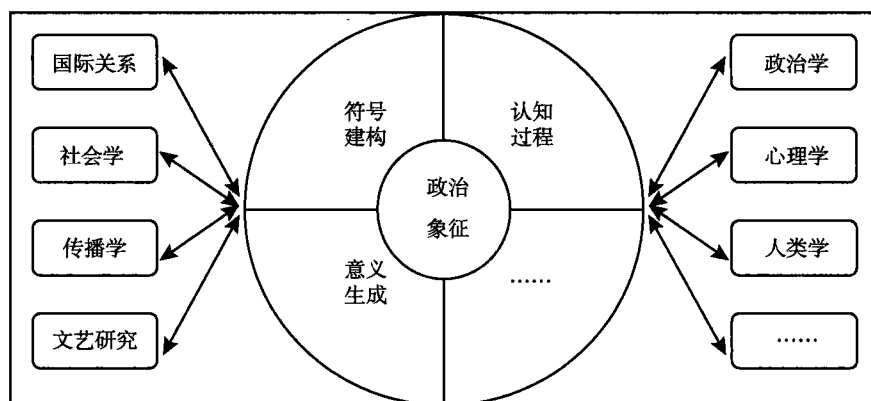 国际关系
社会学
传播学
文艺研究
符号
建构
认知
过程
政治
象征
意义
生成
……
政治学
心理学
人类学
……